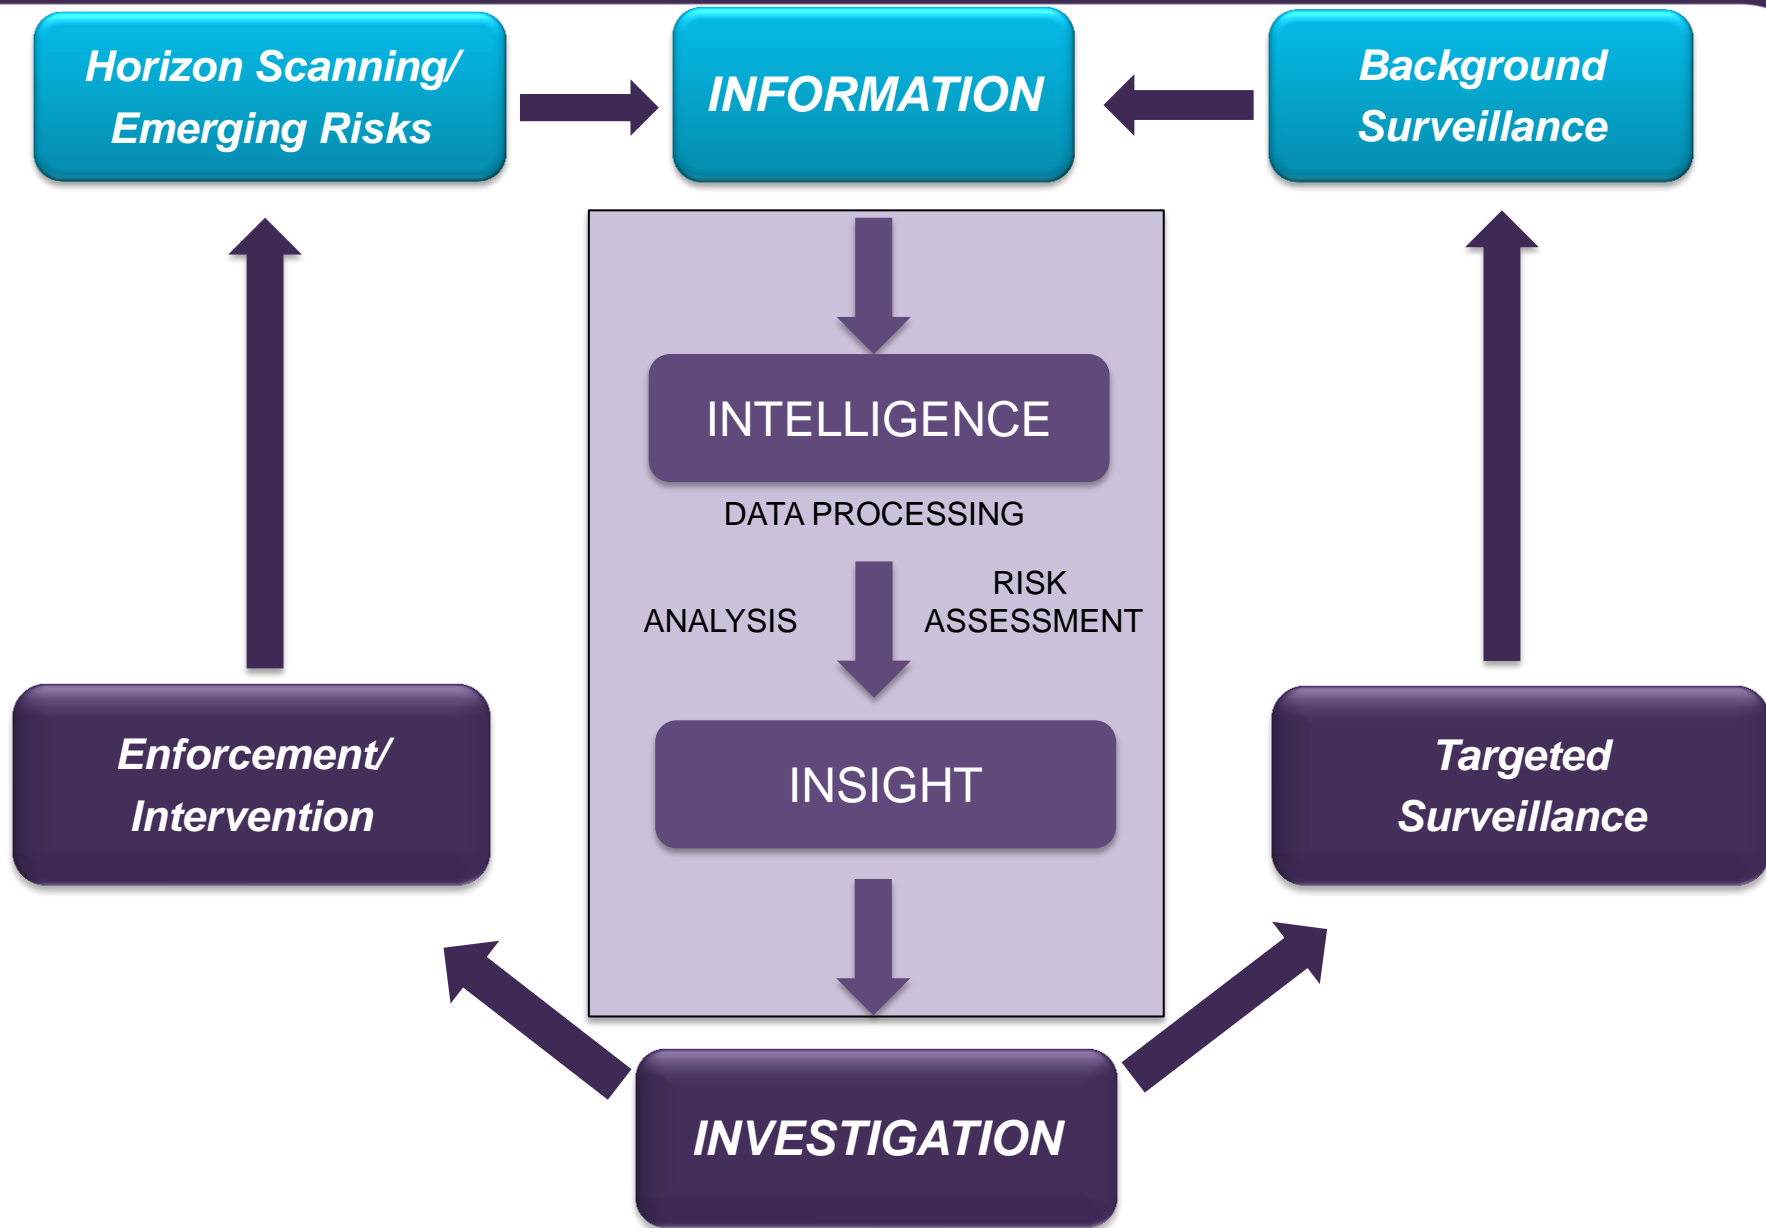 Horizon Scanning/
Emerging Risks
INFORMATION
Background
Surveillance
INTELLIGENCE
DATA PROCESSING
ANALYSIS
RISK
ASSESSMENT
INSIGHT
Enforcement/
Intervention
Targeted
Surveillance
INVESTIGATION